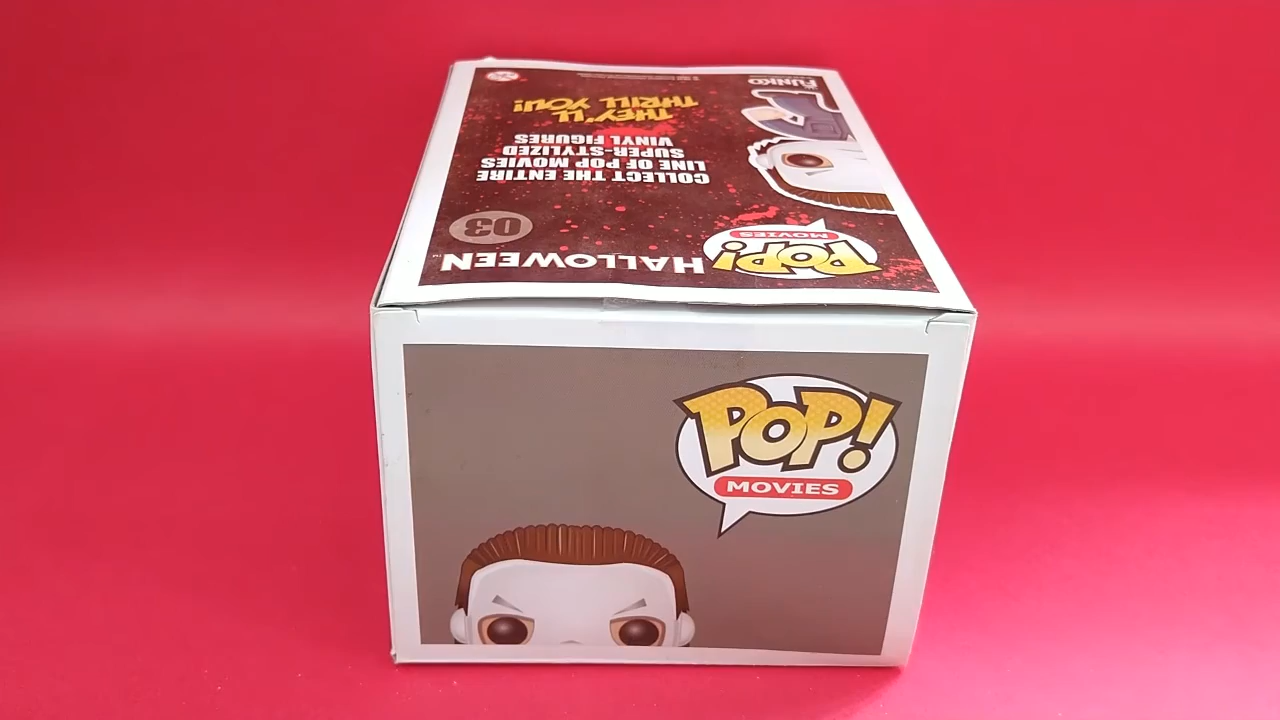 POP!
MOVIES
HALLOWEEN™
03
COLLECT THE ENTIRE
LINE OF POP MOVIES
SUPER-STYLIZED
VINYL FIGURES
THEY'LL
THRILL YOU!
FUNKO
POP!
MOVIES